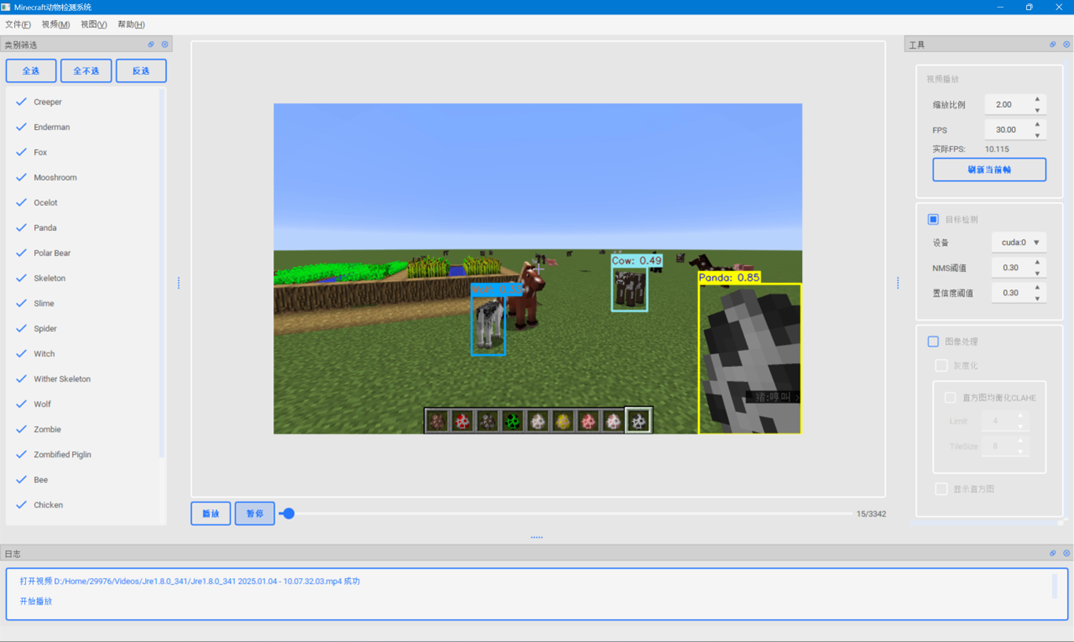 Minecraft动物检测系统
文件(F) 视频(M) 视图(V) 帮助(H)
类别筛选
全选 全不选 反选
Creeper
Enderman
Fox
Mooshroom
Ocelot
Panda
Polar Bear
Skeleton
Slime
Spider
Witch
Wither Skeleton
Wolf
Zombie
Zombified Piglin
Bee
Chicken
Cow: 0.49
Panda: 0.85
播放 暂停 15/3342
工具
视频播放
缩放比例 2.00
FPS 30.00
实际FPS: 10.115
刷新当前帧
目标检测
设备 cuda:0
NMS阈值 0.30
置信度阈值 0.30
图像处理
灰度化
直方图均衡化CLAHE
Limit 4
TileSize 8
显示直方图
日志
打开视频 D:/Home/29976/Videos/Jre1.8.0_341/Jre1.8.0_341 2025.01.04 - 10.07.32.03.mp4 成功
开始播放